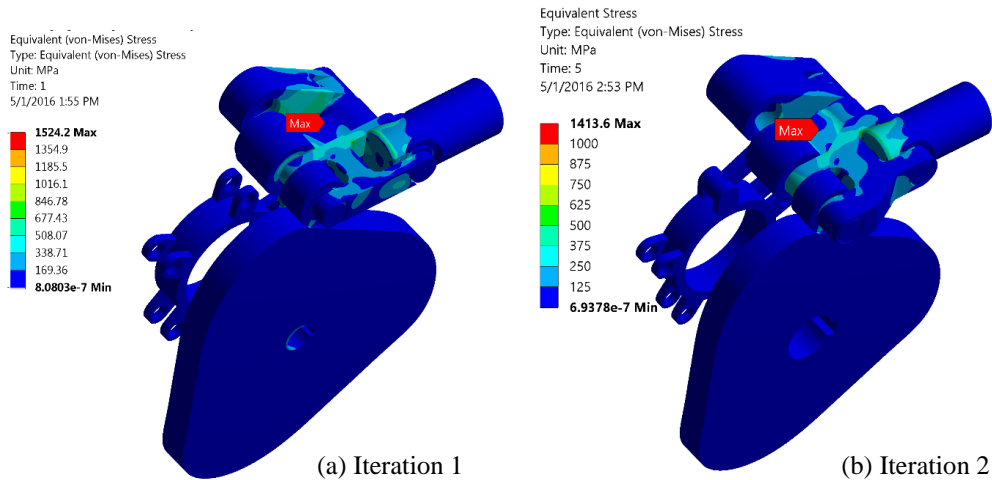 Equivalent (von-Mises) Stress
Type: Equivalent (von-Mises) Stress
Unit: MPa
Time: 1
5/1/2016 1:55 PM
1524.2 Max
1354.9
1185.5
1016.1
846.78
677.43
508.07
338.71
169.36
8.0803e-7 Min
Max
(a) Iteration 1
Equivalent Stress
Type: Equivalent (von-Mises) Stress
Unit: MPa
Time: 5
5/1/2016 2:53 PM
1413.6 Max
1000
875
750
625
500
375
250
125
6.9378e-7 Min
Max
(b) Iteration 2